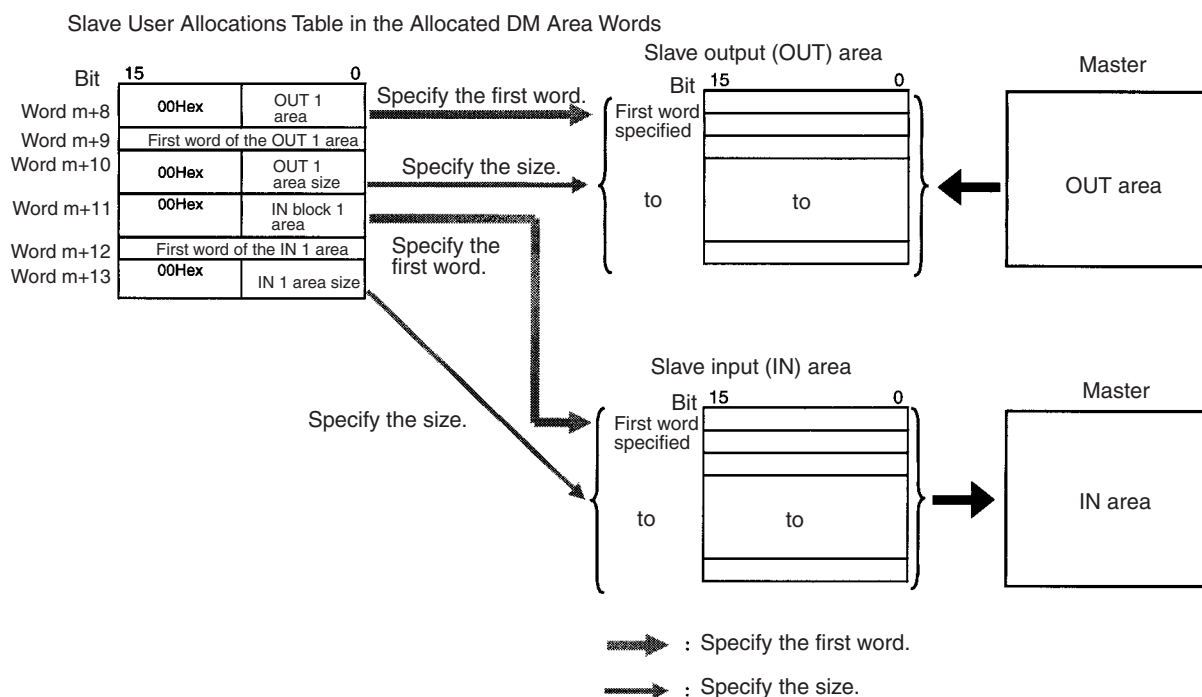 Slave User Allocations Table in the Allocated DM Area Words
Bit 15 0
Word m+8 00Hex OUT 1
area
Word m+9 First word of the OUT 1 area
Word m+10 00Hex OUT 1
area size
Word m+11 00Hex IN block 1
area
Word m+12 First word of the IN 1 area
Word m+13 00Hex IN 1 area size
Specify the first word.
Specify the size.
Specify the
first word.
Specify the size.
Slave output (OUT) area
Bit 15 0
First word
specified
to to
Master
OUT area
Slave input (IN) area
Bit 15 0
First word
specified
to to
Master
IN area
: Specify the first word.
: Specify the size.